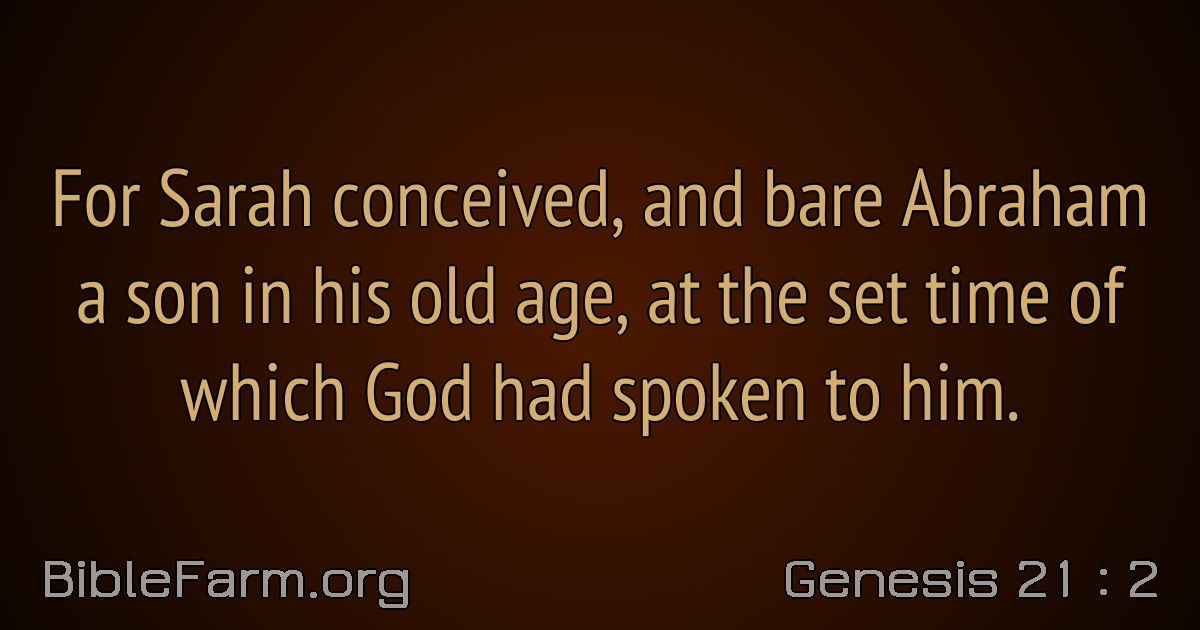 For Sarah conceived, and bare Abraham
a son in his old age, at the set time of
which God had spoken to him.
BibleFarm.org
Genesis 21 : 2